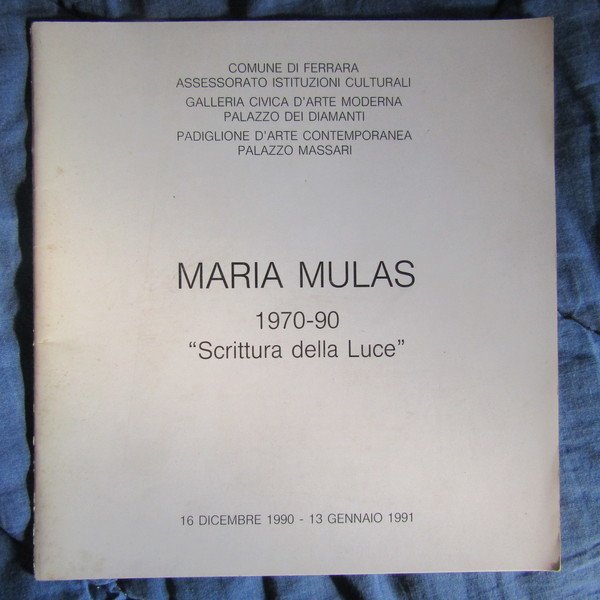 COMUNE DI FERRARA
ASSESSORATO ISTITUZIONI CULTURALI
GALLERIA CIVICA D'ARTE MODERNA
PALAZZO DEI DIAMANTI
PADIGLIONE D'ARTE CONTEMPORANEA
PALAZZO MASSARI
MARIA MULAS
1970-90
“Scrittura della Luce”
16 DICEMBRE 1990 - 13 GENNAIO 1991